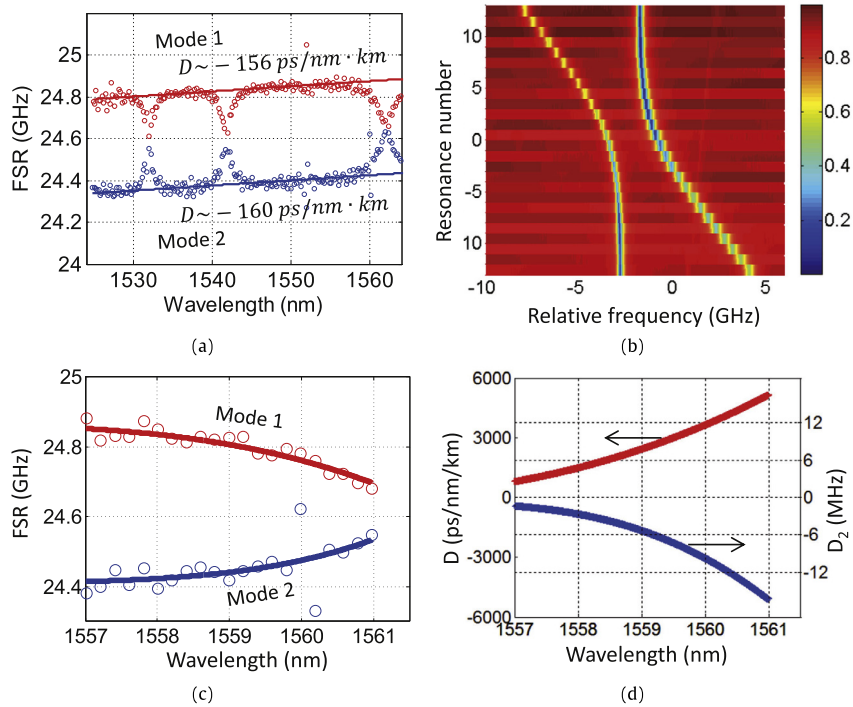 25
24.8
24.6
24.4
24.2
24
FSR (GHz)
Mode 1
D~ − 156 ps/nm · km
D~ − 160 ps/nm · km
Mode 2
1530
1540
1550
1560
Wavelength (nm)
(a)
10
5
0
-5
10
Resonance number
-10
-5
0
5
Relative frequency (GHz)
0.8
0.6
0.4
0.2
(b)
25
24.8
24.6
24.4
FSR (GHz)
Mode 1
Mode 2
1557
1558
1559
1560
1561
Wavelength (nm)
(c)
6000
3000
0
-3000
-6000
D (ps/nm/km)
12
6
0
-6
-12
D₂ (MHz)
1557
1558
1559
1560
1561
Wavelength (nm)
(d)